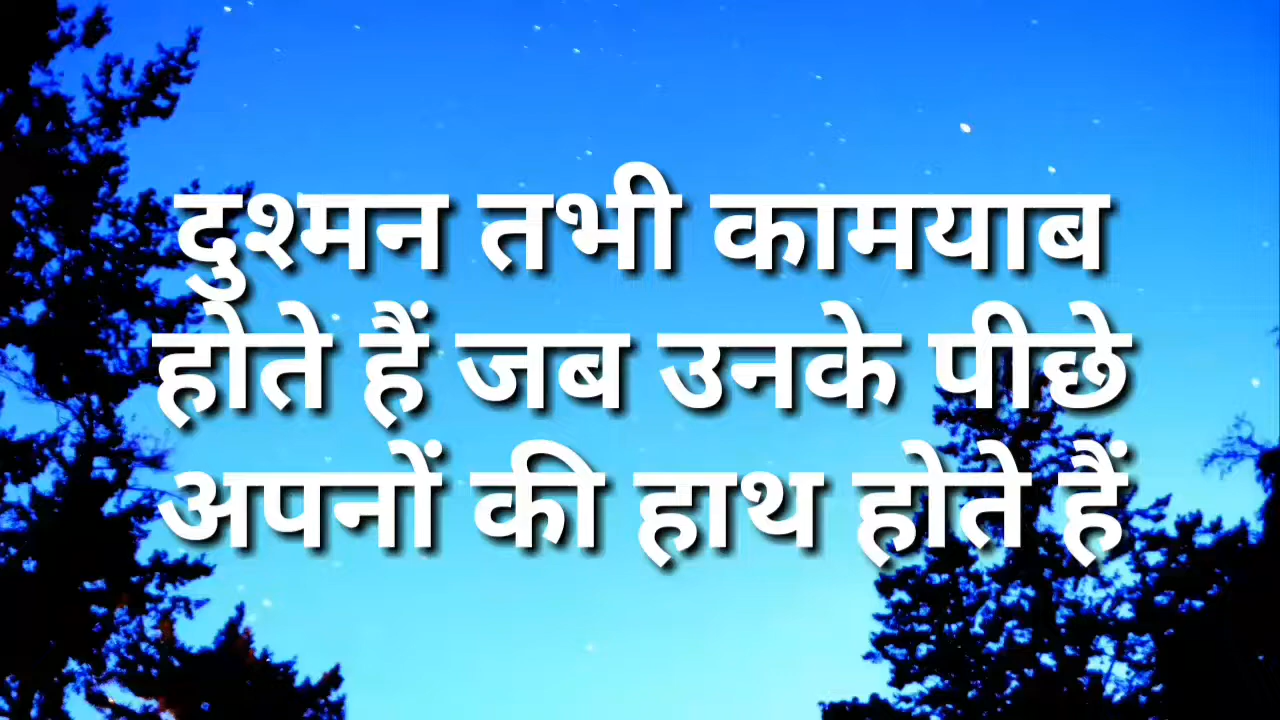 दुश्मन तभी कामयाब
होते हैं जब उनके पीछे
अपनों की हाथ होते हैं